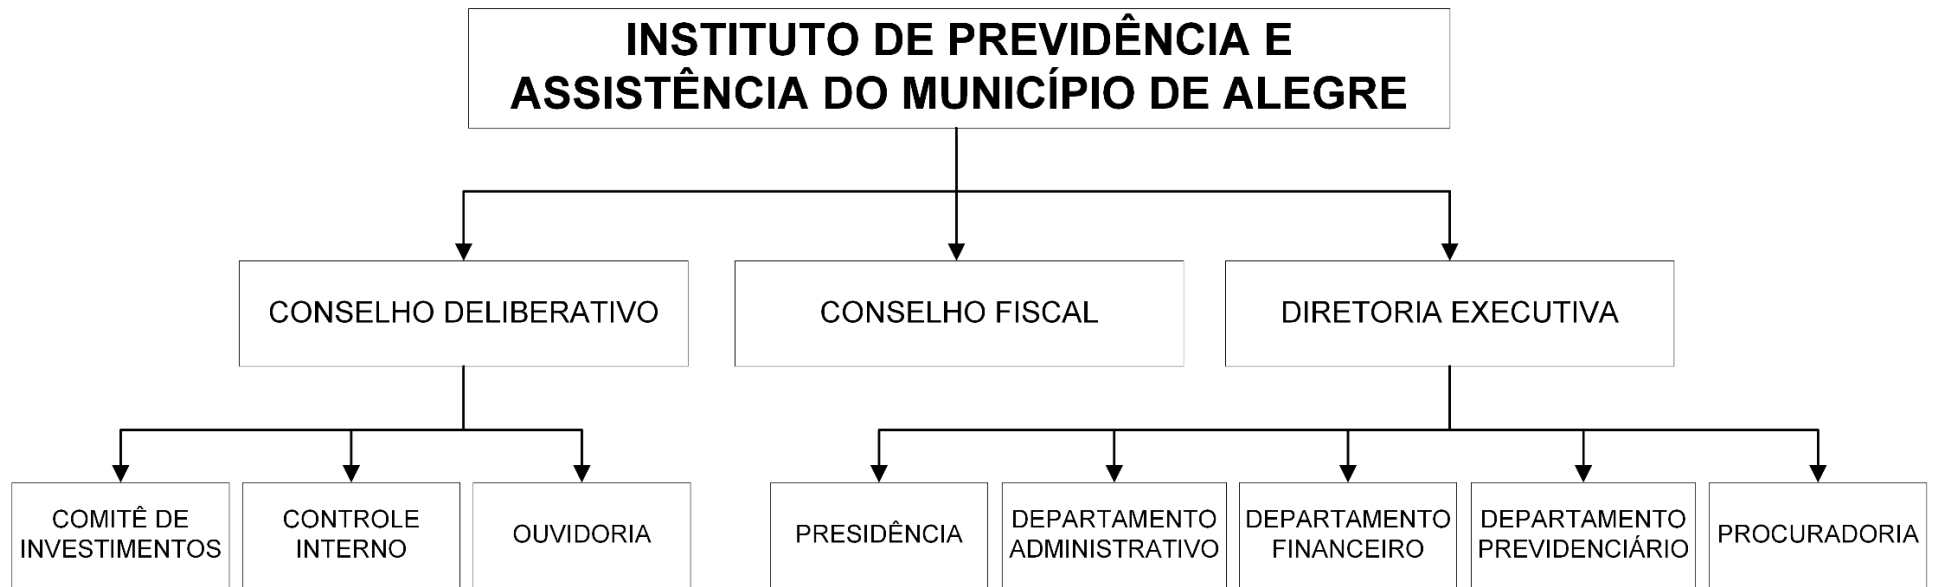 INSTITUTO DE PREVIDÊNCIA E
ASSISTÊNCIA DO MUNICÍPIO DE ALEGRE
CONSELHO DELIBERATIVO
CONSELHO FISCAL
DIRETORIA EXECUTIVA
COMITÊ DE
INVESTIMENTOS
CONTROLE
INTERNO
OUVIDORIA
PRESIDÊNCIA
DEPARTAMENTO
ADMINISTRATIVO
DEPARTAMENTO
FINANCEIRO
DEPARTAMENTO
PREVIDENCIÁRIO
PROCURADORIA